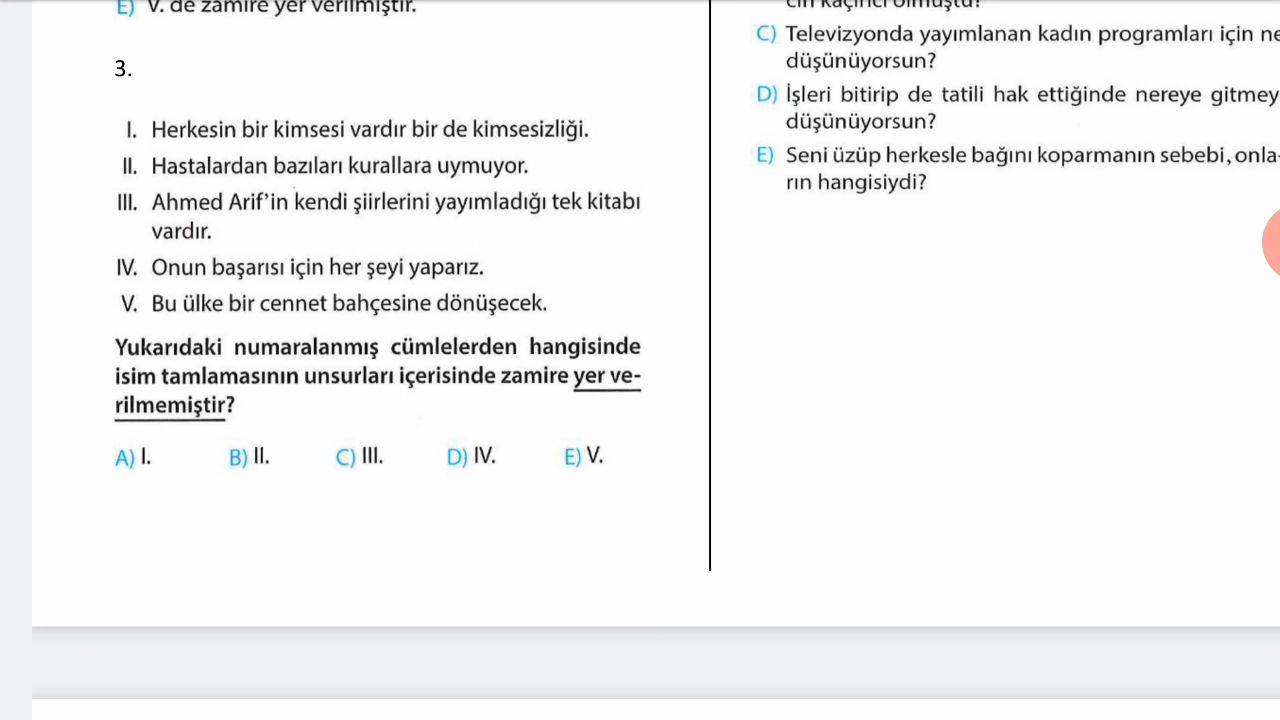 E) V. de zamire yer verilmiştir.
3.
I. Herkesin bir kimsesi vardır bir de kimsesizliği.
II. Hastalardan bazıları kurallara uymuyor.
III. Ahmed Arif'in kendi şiirlerini yayımladığı tek kitabı
vardır.
IV. Onun başarısı için her şeyi yaparız.
V. Bu ülke bir cennet bahçesine dönüşecek.
Yukarıdaki numaralanmış cümlelerden hangisinde
isim tamlamasının unsurları içerisinde zamire yer ve-
rilmemiştir?
A) I. B) II. C) III. D) IV. E) V.
kaçıncı olmuştu?
C) Televizyonda yayımlanan kadın programları için ne
düşünüyorsun?
D) İşleri bitirip de tatili hak ettiğinde nereye gitmey
düşünüyorsun?
E) Seni üzüp herkesle bağını koparmanın sebebi, onla-
rın hangisiydi?